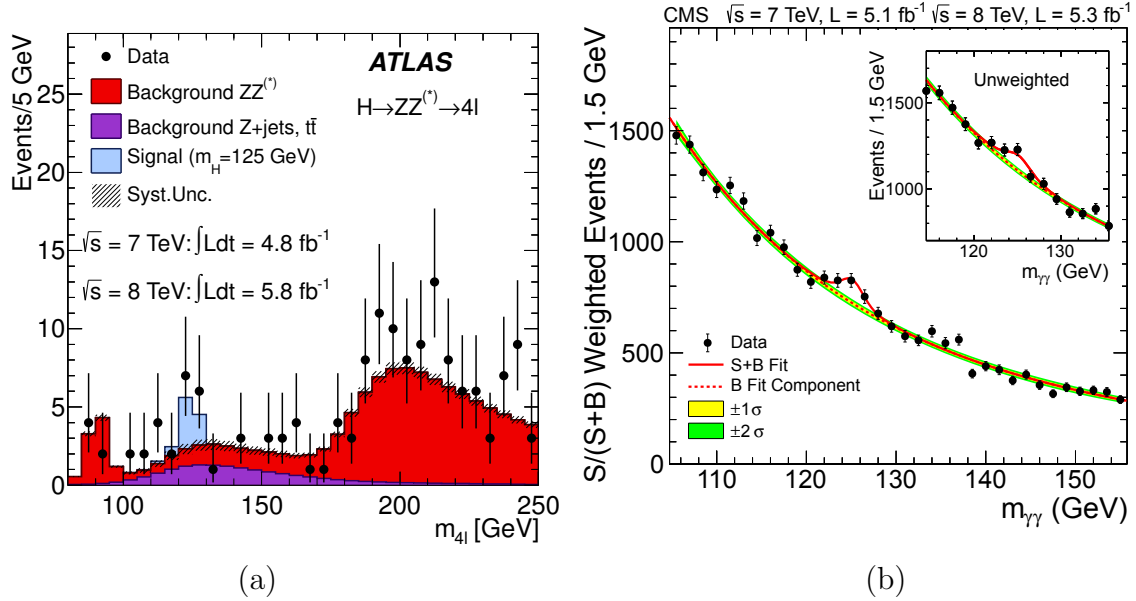 Events/5 GeV
25
20
15
10
5
0
100
150
200
250
m4l [GeV]
Data
Background ZZ(*)
Background Z+jets, tt̄
Signal (mH=125 GeV)
Syst.Unc.
√s = 7 TeV: ∫Ldt = 4.8 fb-1
√s = 8 TeV: ∫Ldt = 5.8 fb-1
ATLAS
H→ZZ(*)→4l
(a)
CMS √s = 7 TeV, L = 5.1 fb-1 √s = 8 TeV, L = 5.3 fb-1
S/(S+B) Weighted Events / 1.5 GeV
1500
1000
500
0
110
120
130
140
150
mγγ (GeV)
Data
S+B Fit
B Fit Component
±1σ
±2 σ
Unweighted
Events / 1.5 GeV
1500
1000
120
130
mγγ (GeV)
(b)